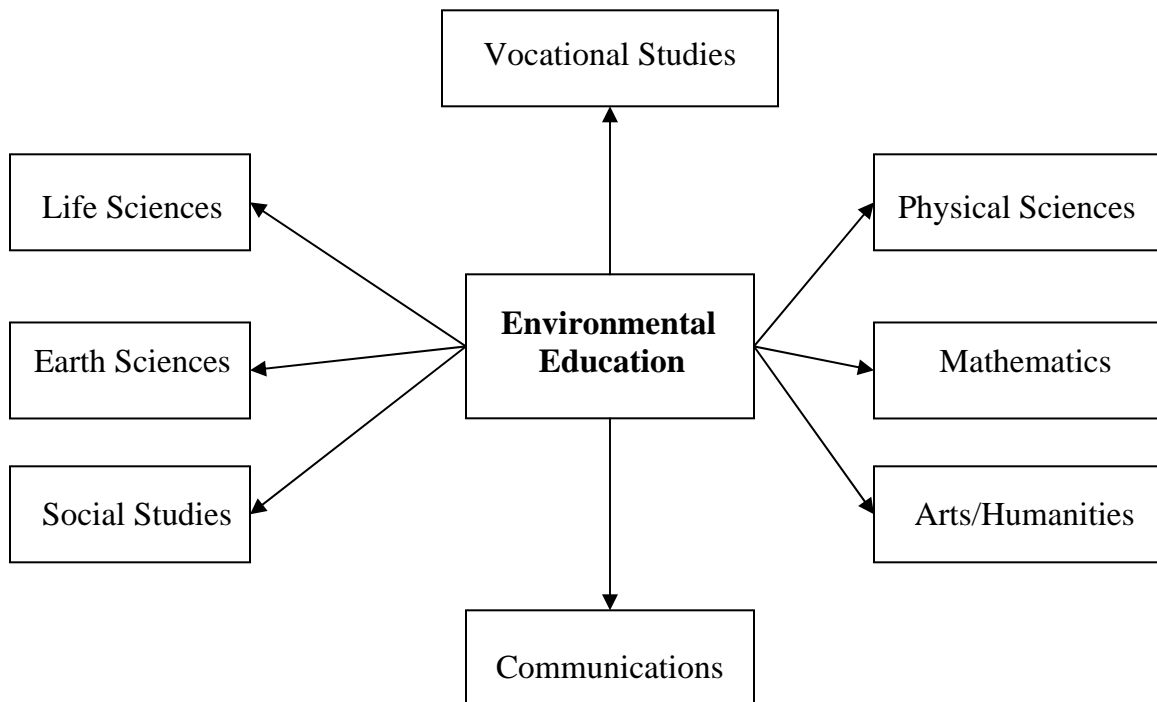 Vocational Studies
Life Sciences
Physical Sciences
Environmental
Education
Earth Sciences
Mathematics
Social Studies
Arts/Humanities
Communications